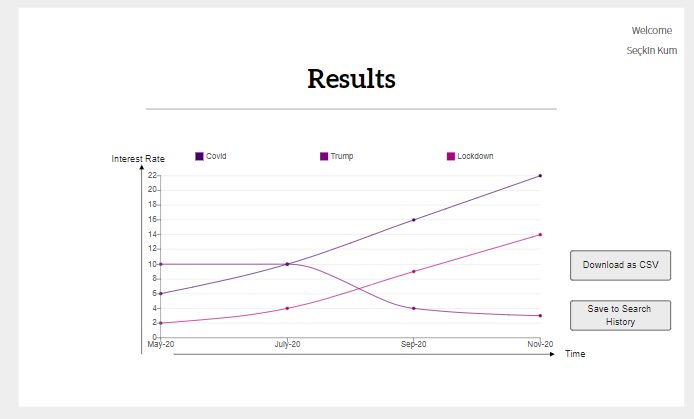 Welcome
Seçkin Kum
Results
Interest Rate
Covid
Trump
Lockdown
22
20
18
16
14
12
10
8
6
4
2
0
May-20
July-20
Sep-20
Nov-20
Time
Download as CSV
Save to Search
History